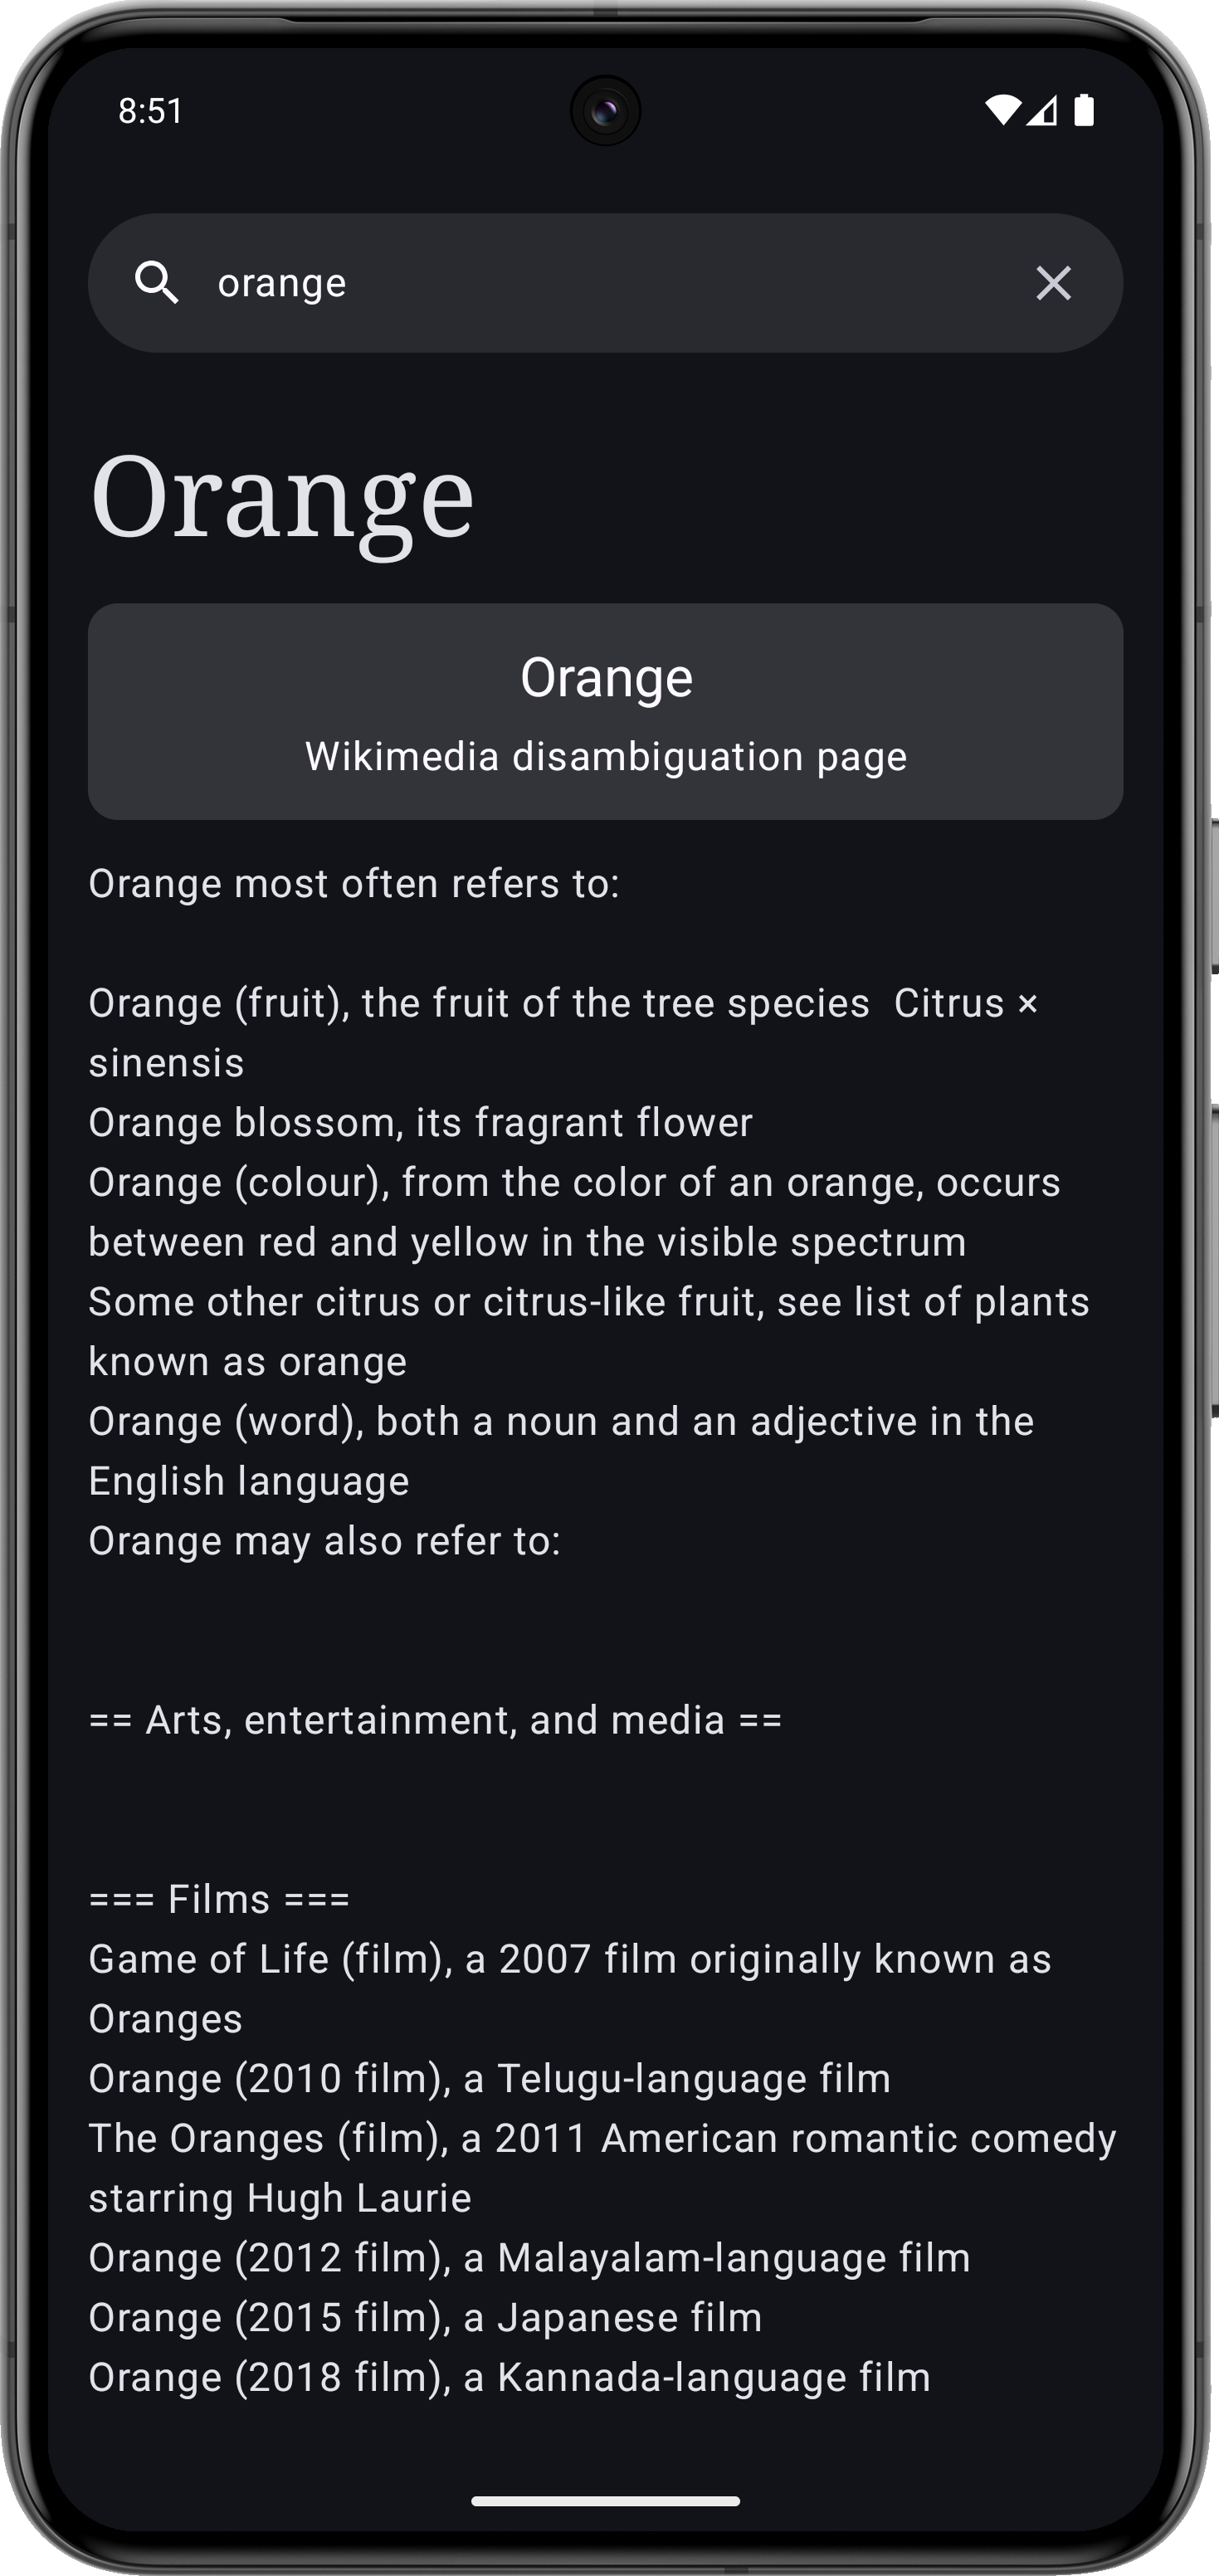 8:51
orange
Orange
Orange
Wikimedia disambiguation page
Orange most often refers to:
Orange (fruit), the fruit of the tree species  Citrus ×
sinensis
Orange blossom, its fragrant flower
Orange (colour), from the color of an orange, occurs
between red and yellow in the visible spectrum
Some other citrus or citrus-like fruit, see list of plants
known as orange
Orange (word), both a noun and an adjective in the
English language
Orange may also refer to:
== Arts, entertainment, and media ==
=== Films ===
Game of Life (film), a 2007 film originally known as
Oranges
Orange (2010 film), a Telugu-language film
The Oranges (film), a 2011 American romantic comedy
starring Hugh Laurie
Orange (2012 film), a Malayalam-language film
Orange (2015 film), a Japanese film
Orange (2018 film), a Kannada-language film